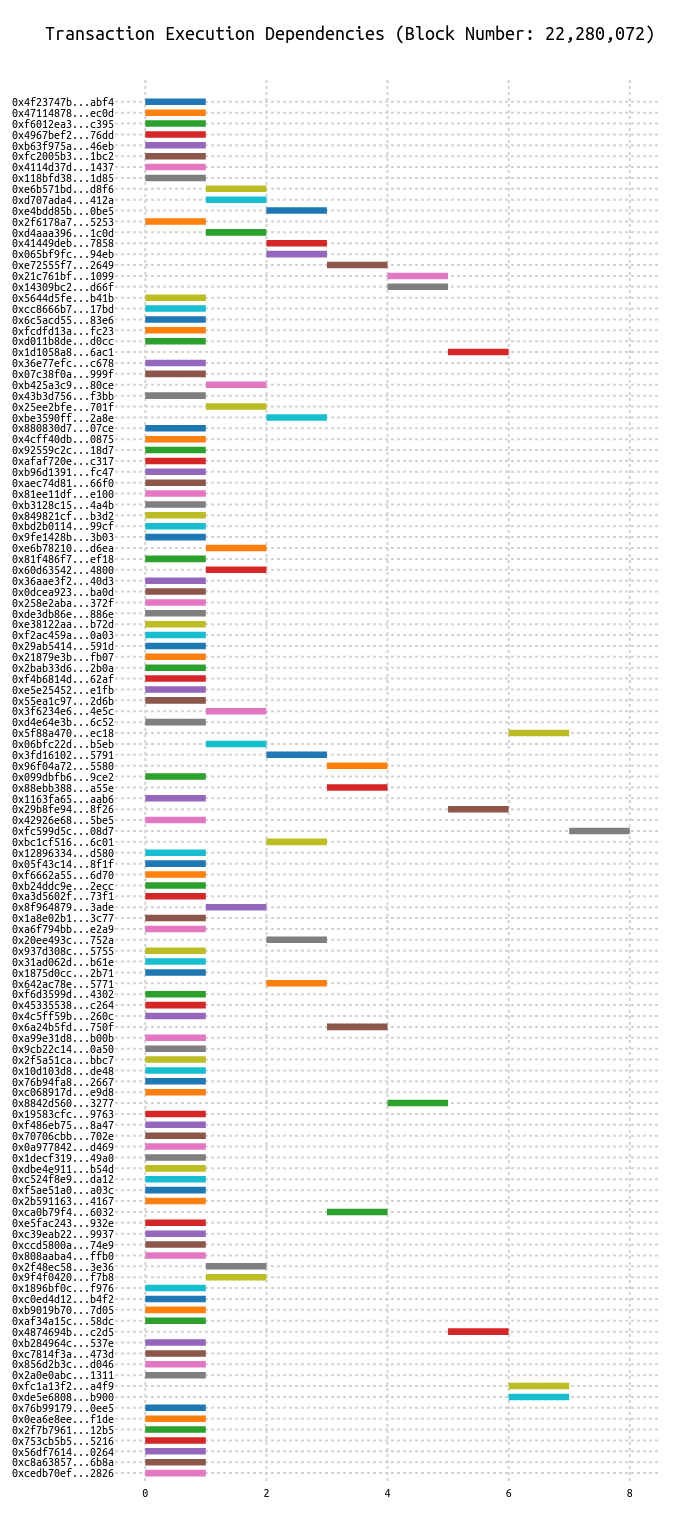 Transaction Execution Dependencies (Block Number: 22,280,072)
0x4f23747b...abf4
0x47114878...ec0d
0xf6012ea3...c395
0x4967bef2...76dd
0xb63f975a...46eb
0xfc2005b3...1bc2
0x4114d37d...1437
0x118bfd38...1d85
0xe6b571bd...d8f6
0xd707ada4...412a
0xe4bdd85b...0be5
0x2f6178a7...5253
0xd4aaa396...1c0d
0x41449deb...7858
0x065bf9fc...94eb
0xe72555f7...2649
0x21c761bf...1099
0x14309bc2...d66f
0x5644d5fe...b41b
0xcc8666b7...17bd
0x6c5acd55...83e6
0xfcdfd13a...fc23
0xd011b8de...d0cc
0x1d1058a8...6ac1
0x36e77efc...c678
0x07c38f0a...999f
0xb425a3c9...80ce
0x43b3d756...f3bb
0x25ee2bfe...701f
0xbe3590ff...2a8e
0x880830d7...07ce
0x4cff40db...0875
0x92559c2c...18d7
0xafaf720e...c317
0xb96d1391...fc47
0xaec74d81...66f0
0x81ee11df...e100
0xb3128c15...4a4b
0x849821cf...b3d2
0xbd2b0114...99cf
0x9fe1428b...3b03
0xe6b78210...d6ea
0x81f486f7...ef18
0x60d63542...4800
0x36aae3f2...40d3
0x0dcea923...ba0d
0x258e2aba...372f
0xde3db86e...886e
0xe38122aa...b72d
0xf2ac459a...0a03
0x29ab5414...591d
0x21879e3b...fb07
0x2bab33d6...2b0a
0xf4b6814d...62af
0xe5e25452...e1fb
0x55ea1c97...2d6b
0x3f6234e6...4e5c
0xd4e64e3b...6c52
0x5f88a470...ec18
0x06bfc22d...b5eb
0x3fd16102...5791
0x96f04a72...5580
0x099dbfb6...9ce2
0x88ebb388...a55e
0x1163fa65...aab6
0x29b8fe94...8f26
0x42926e68...5be5
0xfc599d5c...08d7
0xbc1cf516...6c01
0x12896334...d580
0x05f43c14...8f1f
0xf6662a55...6d70
0xb24ddc9e...2ecc
0xa3d5602f...73f1
0x8f964879...3ade
0x1a8e02b1...3c77
0xa6f794bb...e2a9
0x20ee493c...752a
0x937d308c...5755
0x31ad062d...b61e
0x1875d0cc...2b71
0x642ac78e...5771
0xf6d3599d...4302
0x45335538...c264
0x4c5ff59b...260c
0x6a24b5fd...750f
0xa99e31d8...b00b
0x9cb22c14...0a50
0x2f5a51ca...bbc7
0x10d103d8...de48
0x76b94fa8...2667
0xc068917d...e9d8
0x8842d560...3277
0x19583cfc...9763
0xf486eb75...8a47
0x70706cbb...702e
0x0a977842...d469
0x1decf319...49a0
0xdbe4e911...b54d
0xc524f8e9...da12
0xf5ae51a0...a03c
0x2b591163...4167
0xca0b79f4...6032
0xe5fac243...932e
0xc39eab22...9937
0xccd5800a...74e9
0x808aaba4...ffb0
0x2f48ec58...3e36
0x9f4f0420...f7b8
0x1896bf0c...f976
0xc0ed4d12...b4f2
0xb9019b70...7d05
0xaf34a15c...58dc
0x4874694b...c2d5
0xb284964c...537e
0xc7814f3a...473d
0x856d2b3c...d046
0x2a0e0abc...1311
0xfc1a13f2...a4f9
0xde5e6808...b900
0x76b99179...0ee5
0x0ea6e8ee...f1de
0x2f7b7961...12b5
0x753cb5b5...5216
0x56df7614...0264
0xc8a63857...6b8a
0xcedb70ef...2826
0 2 4 6 8